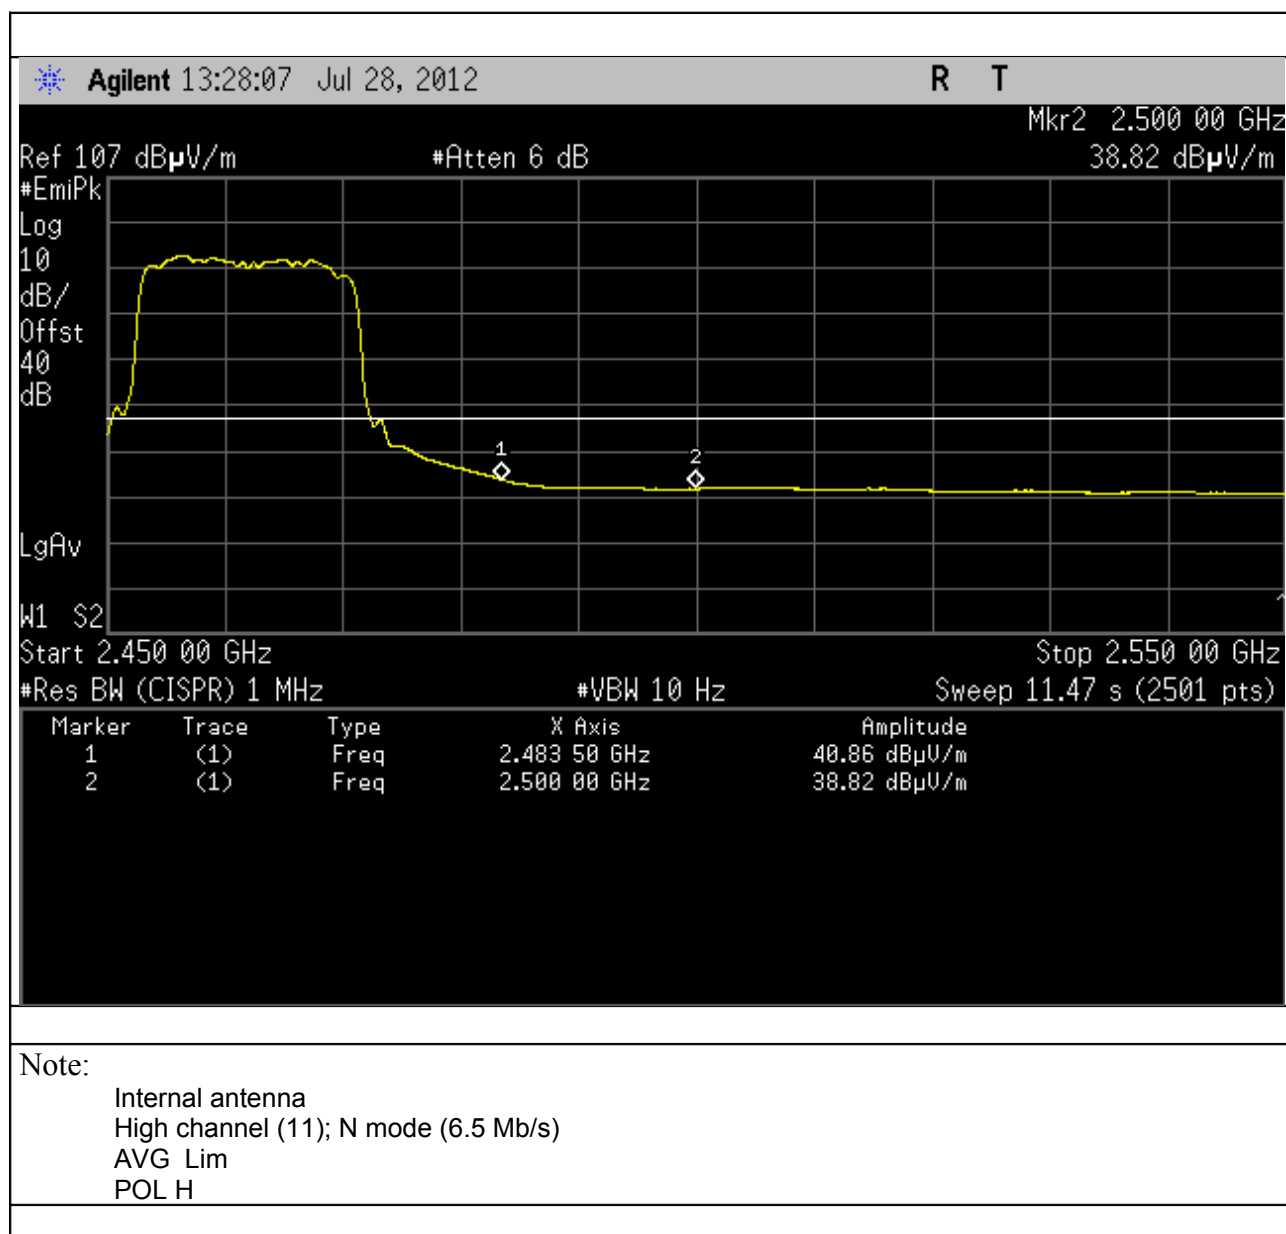 Agilent 13:28:07 Jul 28, 2012 R T
Mkr2 2.500 00 GHz
Ref 107 dBµV/m #Atten 6 dB 38.82 dBµV/m
#EmiPk
Log
10
dB/
Offst
40
dB
1
2
LgAv
W1 S2
Start 2.450 00 GHz Stop 2.550 00 GHz
#Res BW (CISPR) 1 MHz #VBW 10 Hz Sweep 11.47 s (2501 pts)
Marker Trace Type X Axis Amplitude
1 (1) Freq 2.483 50 GHz 40.86 dBµV/m
2 (1) Freq 2.500 00 GHz 38.82 dBµV/m
Note:
Internal antenna
High channel (11); N mode (6.5 Mb/s)
AVG Lim
POL H